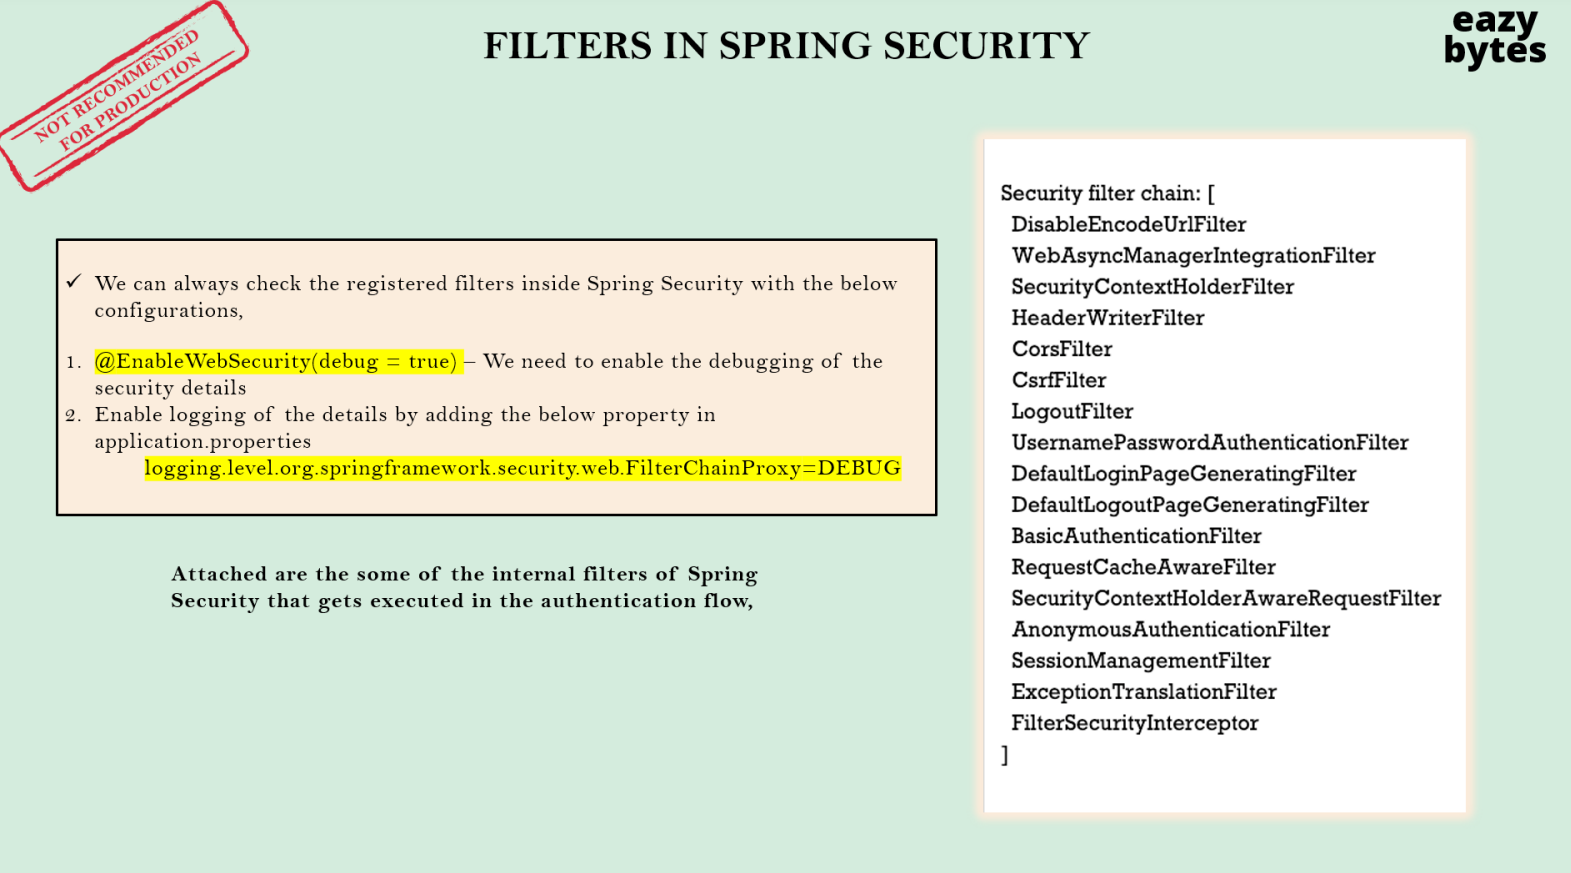 NOT RECOMMENDED
FOR PRODUCTION
FILTERS IN SPRING SECURITY
eazy
bytes
✓ We can always check the registered filters inside Spring Security with the below
configurations,
1. @EnableWebSecurity(debug = true) – We need to enable the debugging of the
security details
2. Enable logging of the details by adding the below property in
application.properties
logging.level.org.springframework.security.web.FilterChainProxy=DEBUG
Attached are the some of the internal filters of Spring
Security that gets executed in the authentication flow,
Security filter chain: [
DisableEncodeUrlFilter
WebAsyncManagerIntegrationFilter
SecurityContextHolderFilter
HeaderWriterFilter
CorsFilter
CsrfFilter
LogoutFilter
UsernamePasswordAuthenticationFilter
DefaultLoginPageGeneratingFilter
DefaultLogoutPageGeneratingFilter
BasicAuthenticationFilter
RequestCacheAwareFilter
SecurityContextHolderAwareRequestFilter
AnonymousAuthenticationFilter
SessionManagementFilter
ExceptionTranslationFilter
FilterSecurityInterceptor
]